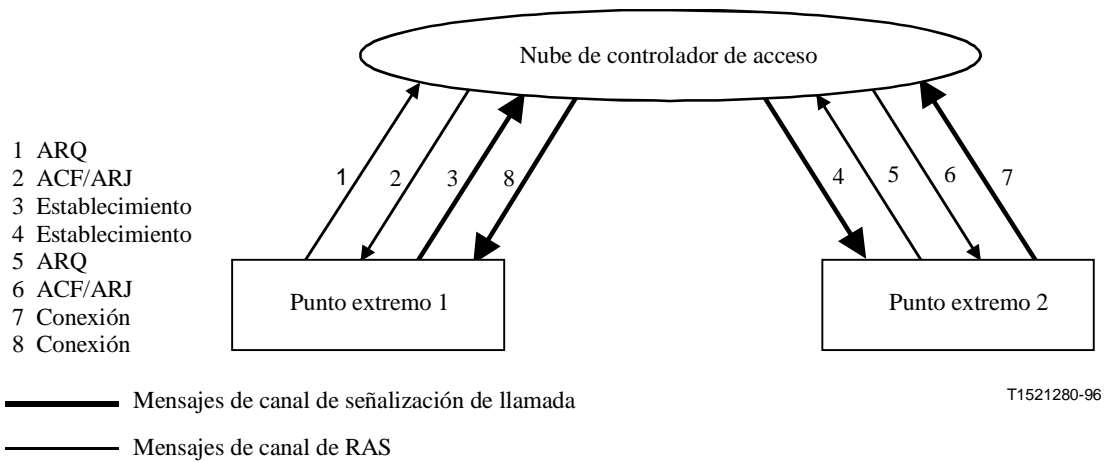 Nube de controlador de acceso
1 ARQ
2 ACF/ARJ
3 Establecimiento
4 Establecimiento
5 ARQ
6 ACF/ARJ
7 Conexión
8 Conexión
1 2 3 8 4 5 6 7
Punto extremo 1
Punto extremo 2
Mensajes de canal de señalización de llamada
T1521280-96
Mensajes de canal de RAS